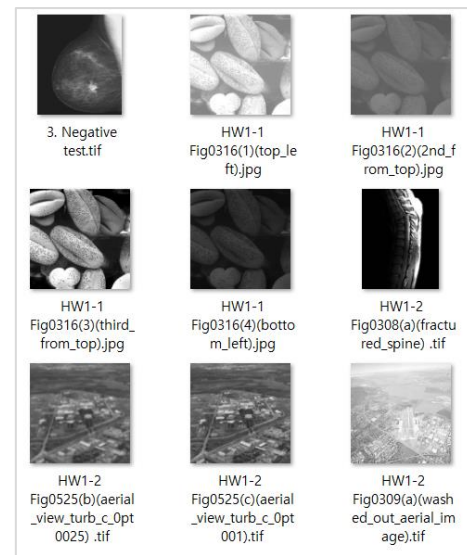 3. Negative
test.tif
HW1-1
Fig0316(1)(top_le
ft).jpg
HW1-1
Fig0316(2)(2nd_f
rom_top).jpg
HW1-1
Fig0316(3)(third_
from_top).jpg
HW1-1
Fig0316(4)(botto
m_left).jpg
HW1-2
Fig0308(a)(fractu
red_spine) .tif
HW1-2
Fig0525(b)(aerial
_view_turb_c_0pt
0025) .tif
HW1-2
Fig0525(c)(aerial
_view_turb_c_0pt
001).tif
HW1-2
Fig0309(a)(wash
ed_out_aerial_im
age).tif